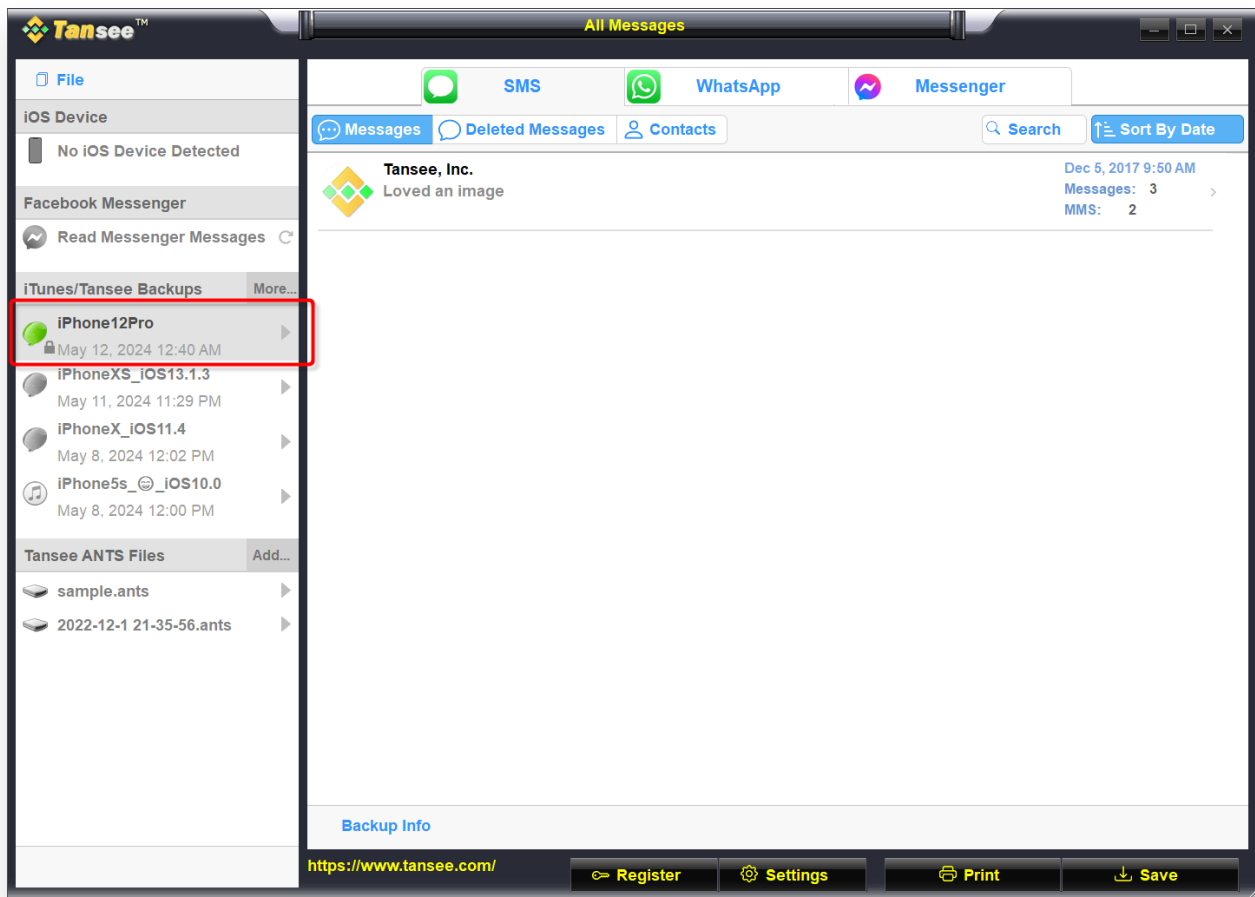 Tansee™
All Messages
File
iOS Device
No iOS Device Detected
Facebook Messenger
Read Messenger Messages
iTunes/Tansee Backups More...
iPhone12Pro
May 12, 2024 12:40 AM
iPhoneXS_iOS13.1.3
May 11, 2024 11:29 PM
iPhoneX_iOS11.4
May 8, 2024 12:02 PM
iPhone5s_😄_iOS10.0
May 8, 2024 12:00 PM
Tansee ANTS Files Add...
sample.ants
2022-12-1 21-35-56.ants
SMS WhatsApp Messenger
Messages Deleted Messages Contacts Search Sort By Date
Tansee, Inc. Dec 5, 2017 9:50 AM
Loved an image Messages: 3
MMS: 2
Backup Info
https://www.tansee.com/ Register Settings Print Save